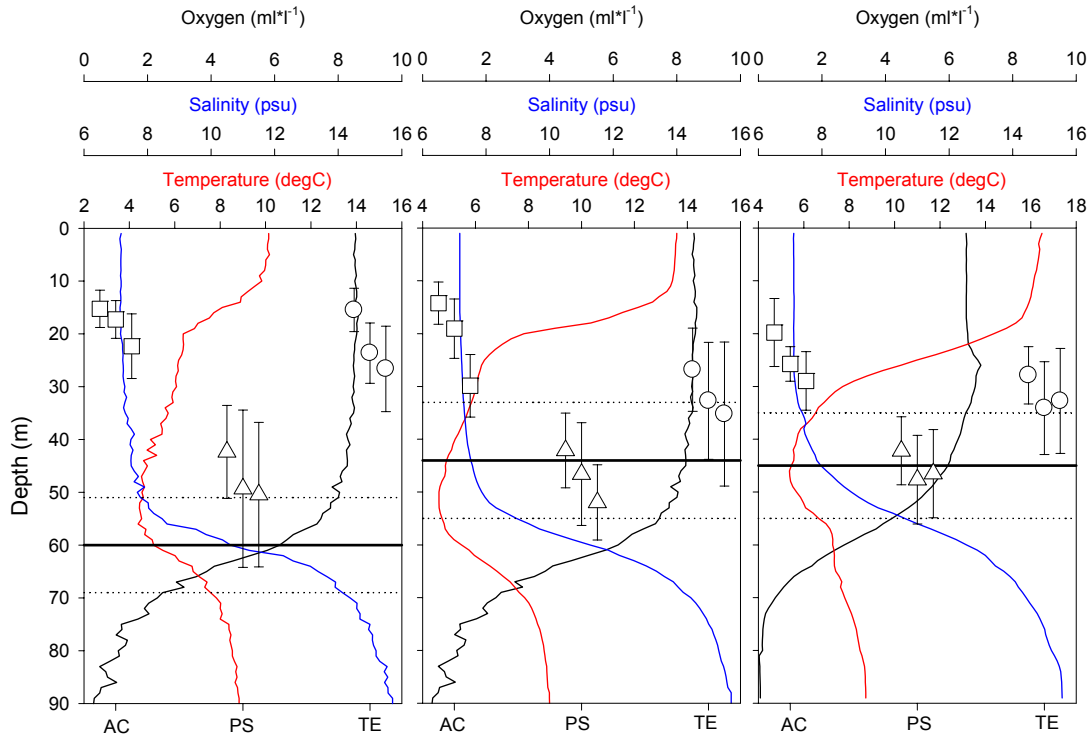 Oxygen (ml*l-1) Oxygen (ml*l-1) Oxygen (ml*l-1)
0 2 4 6 8 10 0 2 4 6 8 10 0 2 4 6 8 10
Salinity (psu) Salinity (psu) Salinity (psu)
6 8 10 12 14 16 6 8 10 12 14 16 6 8 10 12 14 16
Temperature (degC) Temperature (degC) Temperature (degC)
2 4 6 8 10 12 14 16 4 6 8 10 12 14 16 4 6 8 10 12 14 16 18
0
10
20
30
40
50
60
70
80
90
Depth (m)
AC PS TE AC PS TE AC PS TE